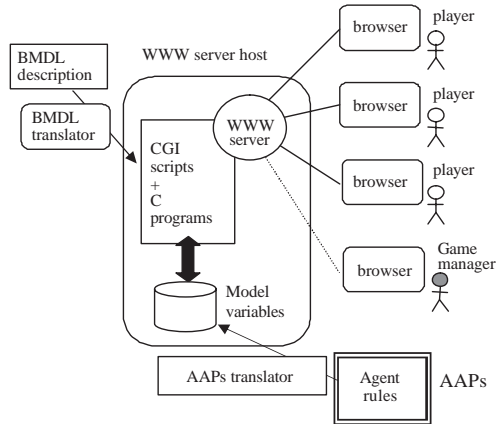 BMDL
description
BMDL
translator
WWW server host
WWW
server
CGI
scripts
+
C
programs
Model
variables
browser
player
browser
player
browser
player
browser
Game
manager
AAPs translator
Agent
rules
AAPs